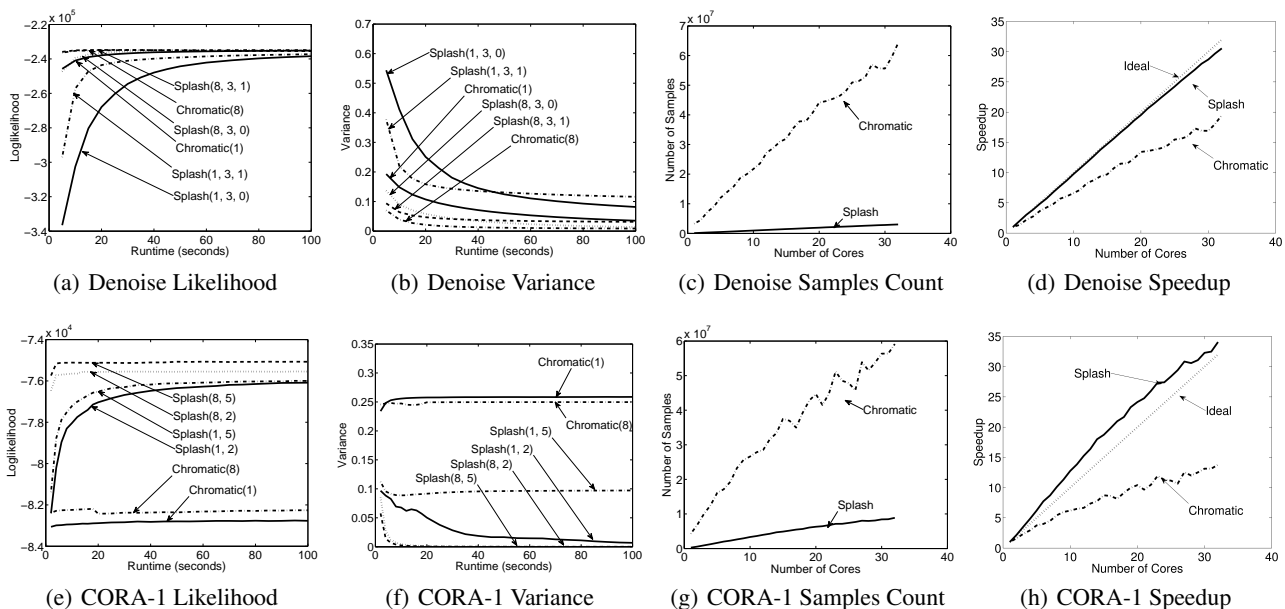 x 10^5
-2.2
-2.4
-2.6
-2.8
-3
-3.2
-3.4
0 20 40 60 80 100
Loglikelihood
Runtime (seconds)
Splash(8, 3, 1)
Chromatic(8)
Splash(8, 3, 0)
Chromatic(1)
Splash(1, 3, 1)
Splash(1, 3, 0)
(a) Denoise Likelihood
0.7
0.6
0.5
0.4
0.3
0.2
0.1
0
0 20 40 60 80 100
Variance
Runtime (seconds)
Splash(1, 3, 0)
Splash(1, 3, 1)
Chromatic(1)
Splash(8, 3, 0)
Splash(8, 3, 1)
Chromatic(8)
(b) Denoise Variance
x 10^7
7
6
5
4
3
2
1
0
0 10 20 30 40
Number of Samples
Number of Cores
Chromatic
Splash
(c) Denoise Samples Count
35
30
25
20
15
10
5
0
0 10 20 30 40
Speedup
Number of Cores
Ideal
Splash
Chromatic
(d) Denoise Speedup
x 10^4
-7.4
-7.6
-7.8
-8
-8.2
-8.4
0 20 40 60 80 100
Loglikelihood
Runtime (seconds)
Splash(8, 5)
Splash(8, 2)
Splash(1, 5)
Splash(1, 2)
Chromatic(8)
Chromatic(1)
(e) CORA-1 Likelihood
0.35
0.3
0.25
0.2
0.15
0.1
0.05
0
0 20 40 60 80 100
Variance
Runtime (seconds)
Chromatic(1)
Chromatic(8)
Splash(1, 5)
Splash(1, 2)
Splash(8, 2)
Splash(8, 5)
(f) CORA-1 Variance
x 10^7
6
5
4
3
2
1
0
0 10 20 30 40
Number of Samples
Number of Cores
Chromatic
Splash
(g) CORA-1 Samples Count
35
30
25
20
15
10
5
0
0 10 20 30 40
Speedup
Number of Cores
Splash
Ideal
Chromatic
(h) CORA-1 Speedup